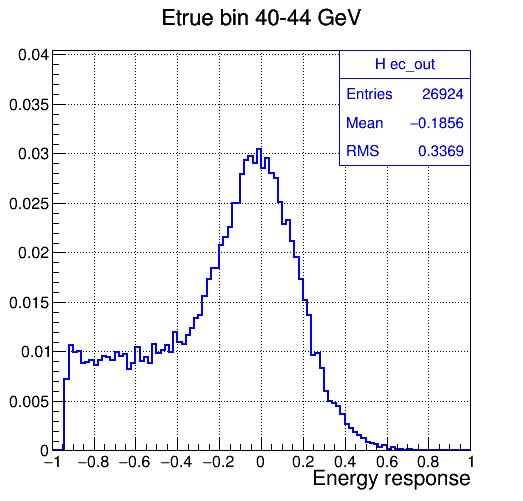 Etrue bin 40-44 GeV
H ec_out
Entries 26924
Mean −0.1856
RMS 0.3369
0.04
0.035
0.03
0.025
0.02
0.015
0.01
0.005
0
−1 −0.8 −0.6 −0.4 −0.2 0 0.2 0.4 0.6 0.8 1
Energy response